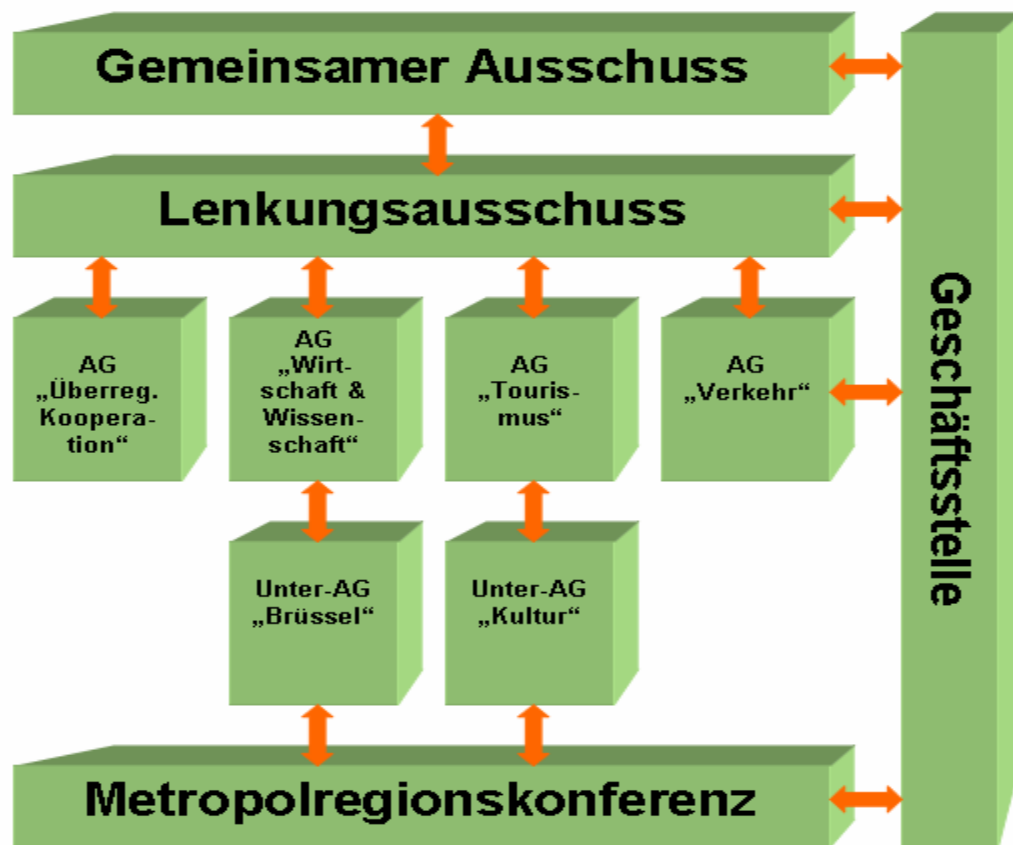 Gemeinsamer Ausschuss
Lenkungsausschuss
AG
„Überreg.
Koopera-
tion“
AG
„Wirt-
schaft &
Wissen-
schaft“
AG
„Touris-
mus“
AG
„Verkehr“
Unter-AG
„Brüssel“
Unter-AG
„Kultur“
Metropolregionskonferenz
Geschäftsstelle